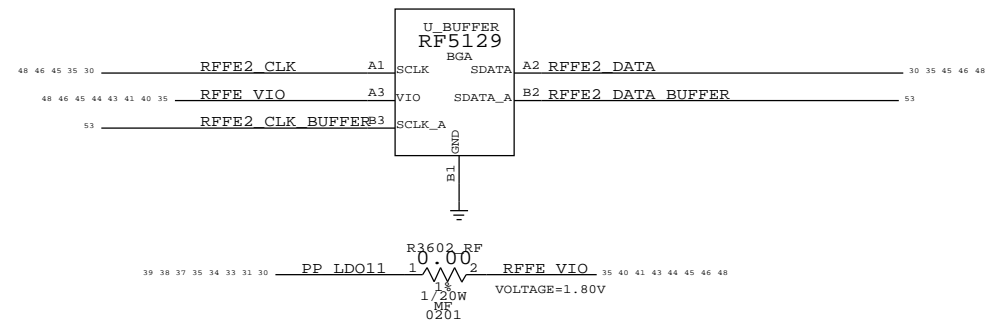 U_BUFFER
RF5129
BGA
48 46 45 35 30 RFFE2_CLK A1 SCLK SDATA A2 RFFE2_DATA 30 35 45 46 48
48 46 45 44 43 41 40 35 RFFE_VIO A3 VIO SDATA_A B2 RFFE2_DATA_BUFFER 53
53 RFFE2_CLK_BUFFER B3 SCLK_A
GND
B1
R3602_RF
0.00
39 38 37 35 34 33 31 30 PP_LDO11 1 2 RFFE_VIO 35 40 41 43 44 45 46 48
1%
VOLTAGE=1.80V
1/20W
MF
0201